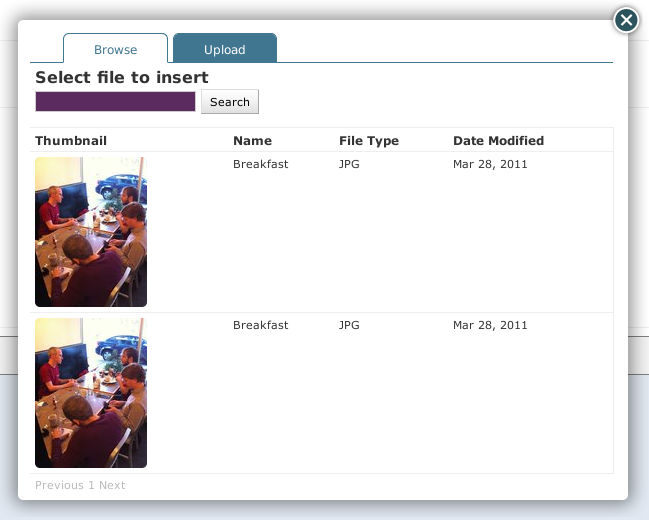 Browse Upload
Select file to insert
Search
Thumbnail Name File Type Date Modified
Breakfast JPG Mar 28, 2011
Breakfast JPG Mar 28, 2011
Previous 1 Next